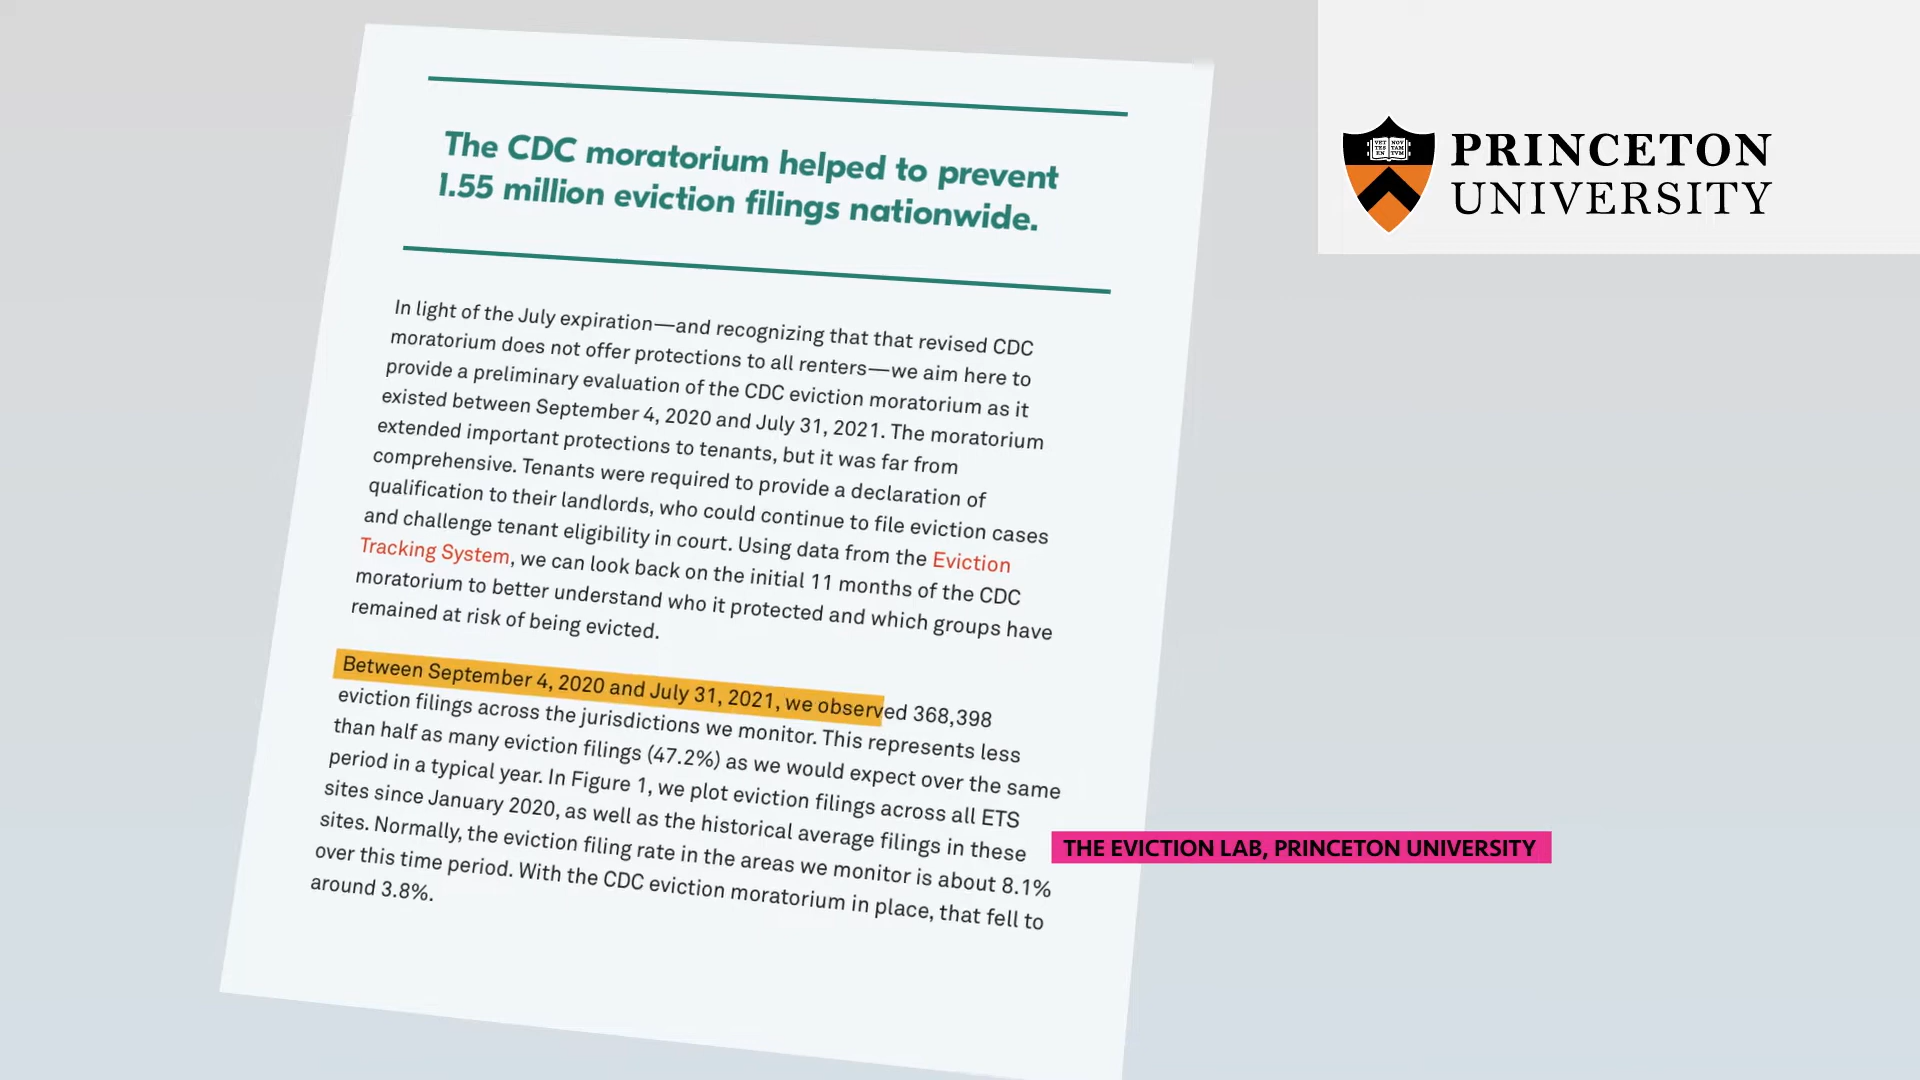 The CDC moratorium helped to prevent
1.55 million eviction filings nationwide.
In light of the July expiration—and recognizing that that revised CDC
moratorium does not offer protections to all renters—we aim here to
provide a preliminary evaluation of the CDC eviction moratorium as it
existed between September 4, 2020 and July 31, 2021. The moratorium
extended important protections to tenants, but it was far from
comprehensive. Tenants were required to provide a declaration of
qualification to their landlords, who could continue to file eviction cases
and challenge tenant eligibility in court. Using data from the Eviction
Tracking System, we can look back on the initial 11 months of the CDC
moratorium to better understand who it protected and which groups have
remained at risk of being evicted.
Between September 4, 2020 and July 31, 2021, we observed 368,398
eviction filings across the jurisdictions we monitor. This represents less
than half as many eviction filings (47.2%) as we would expect over the same
period in a typical year. In Figure 1, we plot eviction filings across all ETS
sites since January 2020, as well as the historical average filings in these
sites. Normally, the eviction filing rate in the areas we monitor is about 8.1%
over this time period. With the CDC eviction moratorium in place, that fell to
around 3.8%.
VET NOV
TES TAM
EN TVM
PRINCETON
UNIVERSITY
THE EVICTION LAB, PRINCETON UNIVERSITY